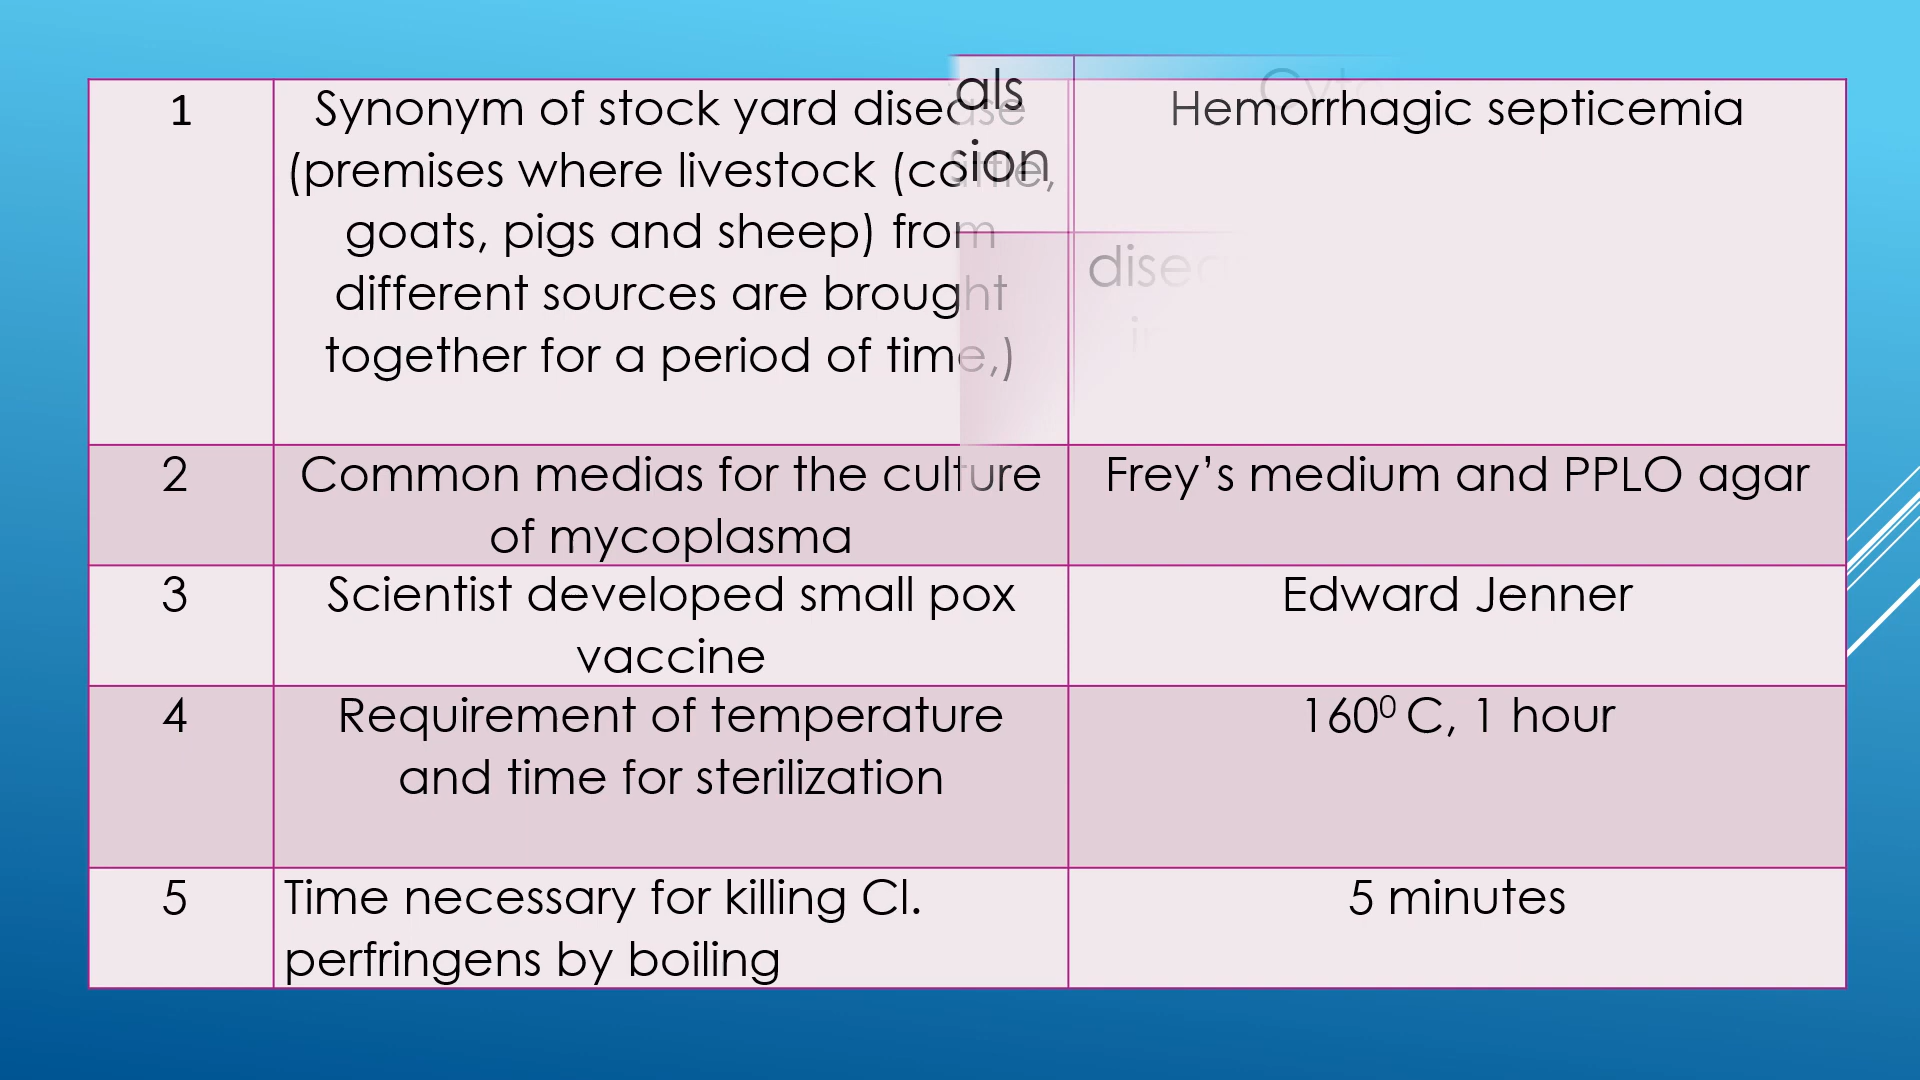 1
Synonym of stock yard disease
(premises where livestock (cattle,
goats, pigs and sheep) from
different sources are brought
together for a period of time,)
Hemorrhagic septicemia
als
sion
2
Common medias for the culture
of mycoplasma
Frey’s medium and PPLO agar
3
Scientist developed small pox
vaccine
Edward Jenner
4
Requirement of temperature
and time for sterilization
160⁰ C, 1 hour
5
Time necessary for killing Cl.
perfringens by boiling
5 minutes